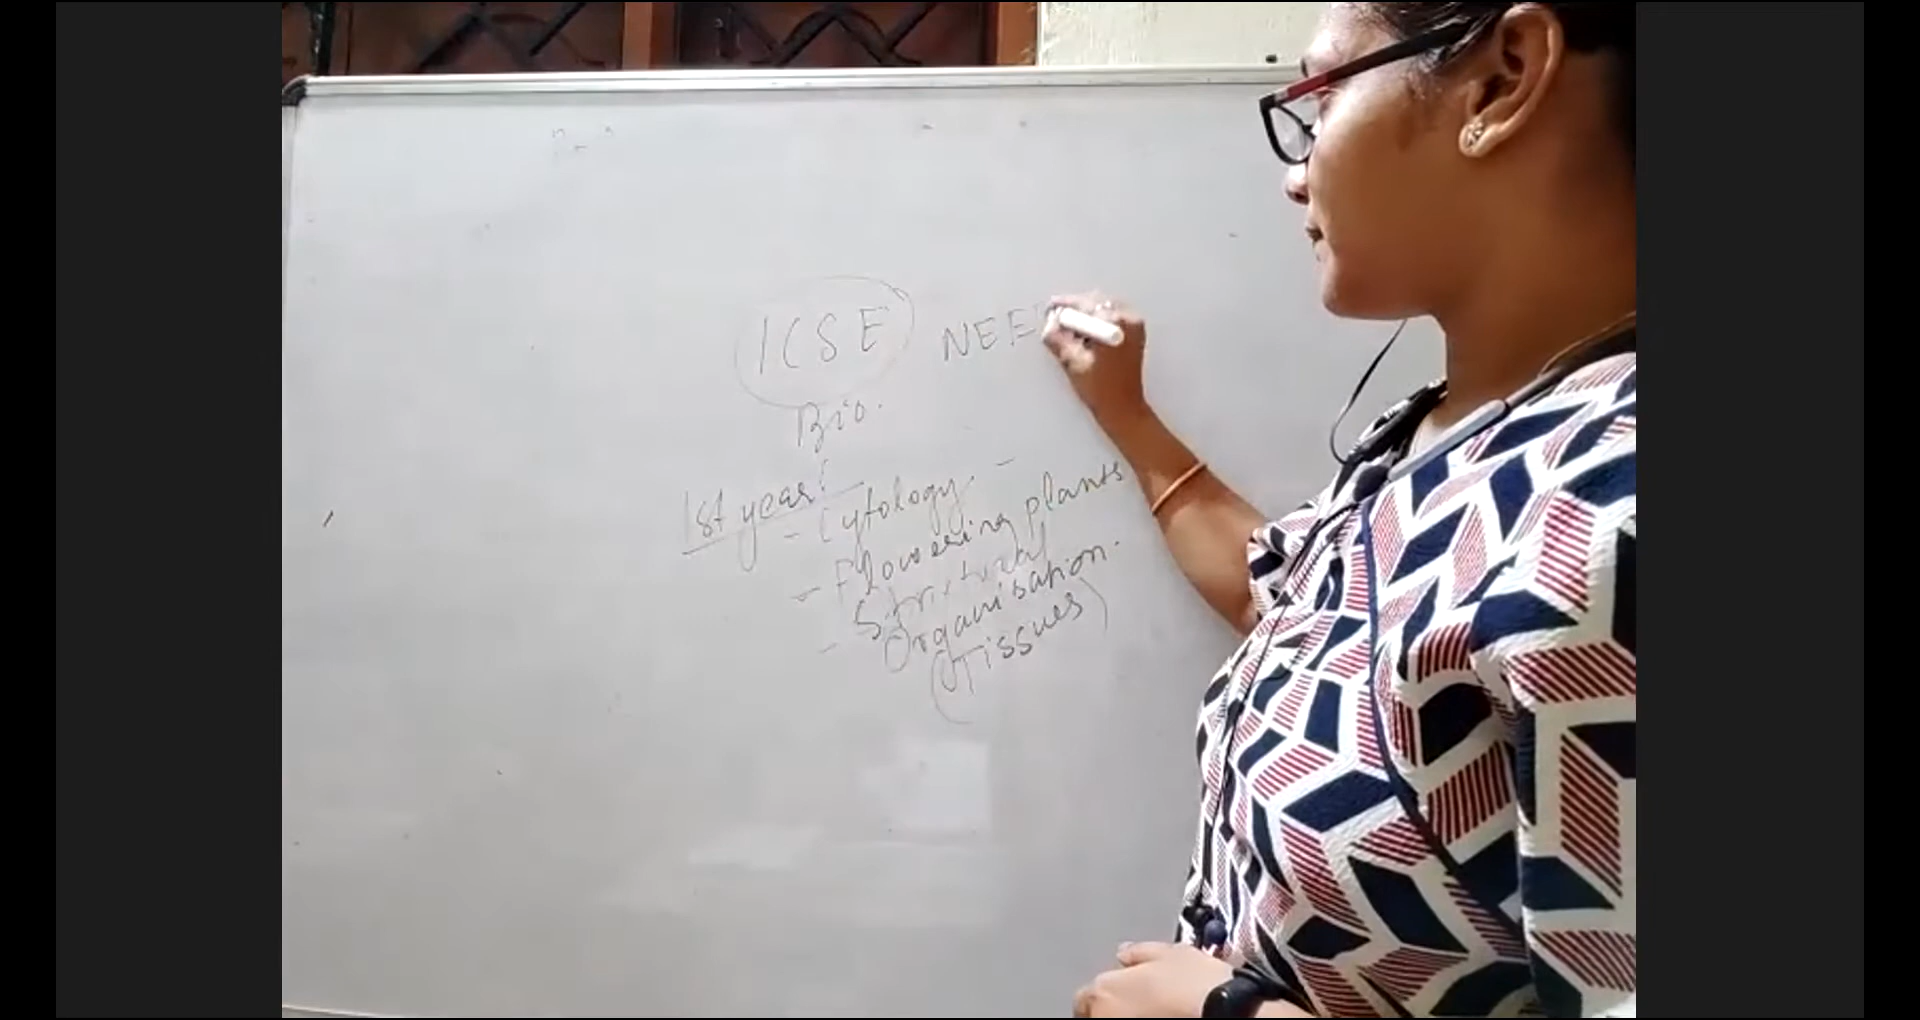 ICSE NEE
Bio.
1st year:
- Cytology. -
- Flowering plants
- Structural
Organisation.
(Tissues)